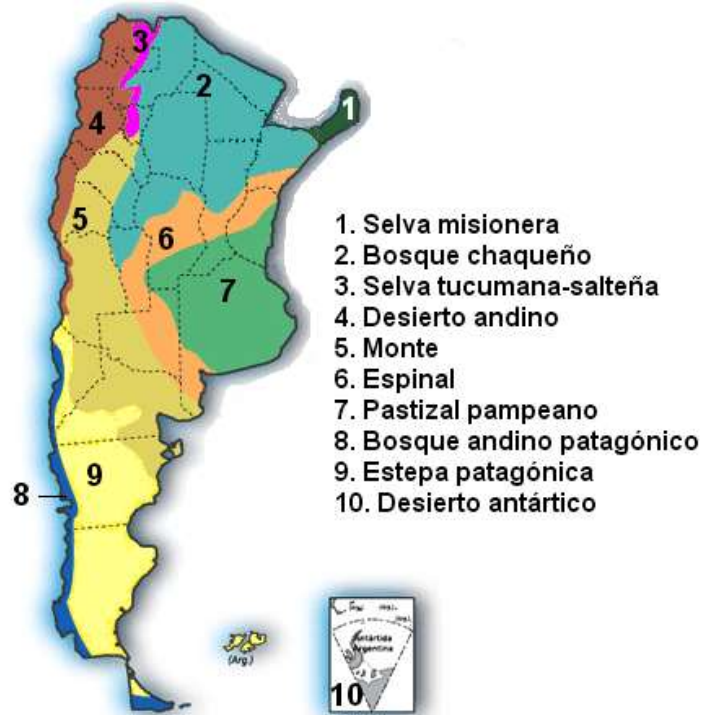 3
2
1
4
5
6
7
1. Selva misionera
2. Bosque chaqueño
3. Selva tucumana-salteña
4. Desierto andino
5. Monte
6. Espinal
7. Pastizal pampeano
8. Bosque andino patagónico
9. Estepa patagónica
10. Desierto antártico
9
8
(Arg.)
Antártida
Argentina
10